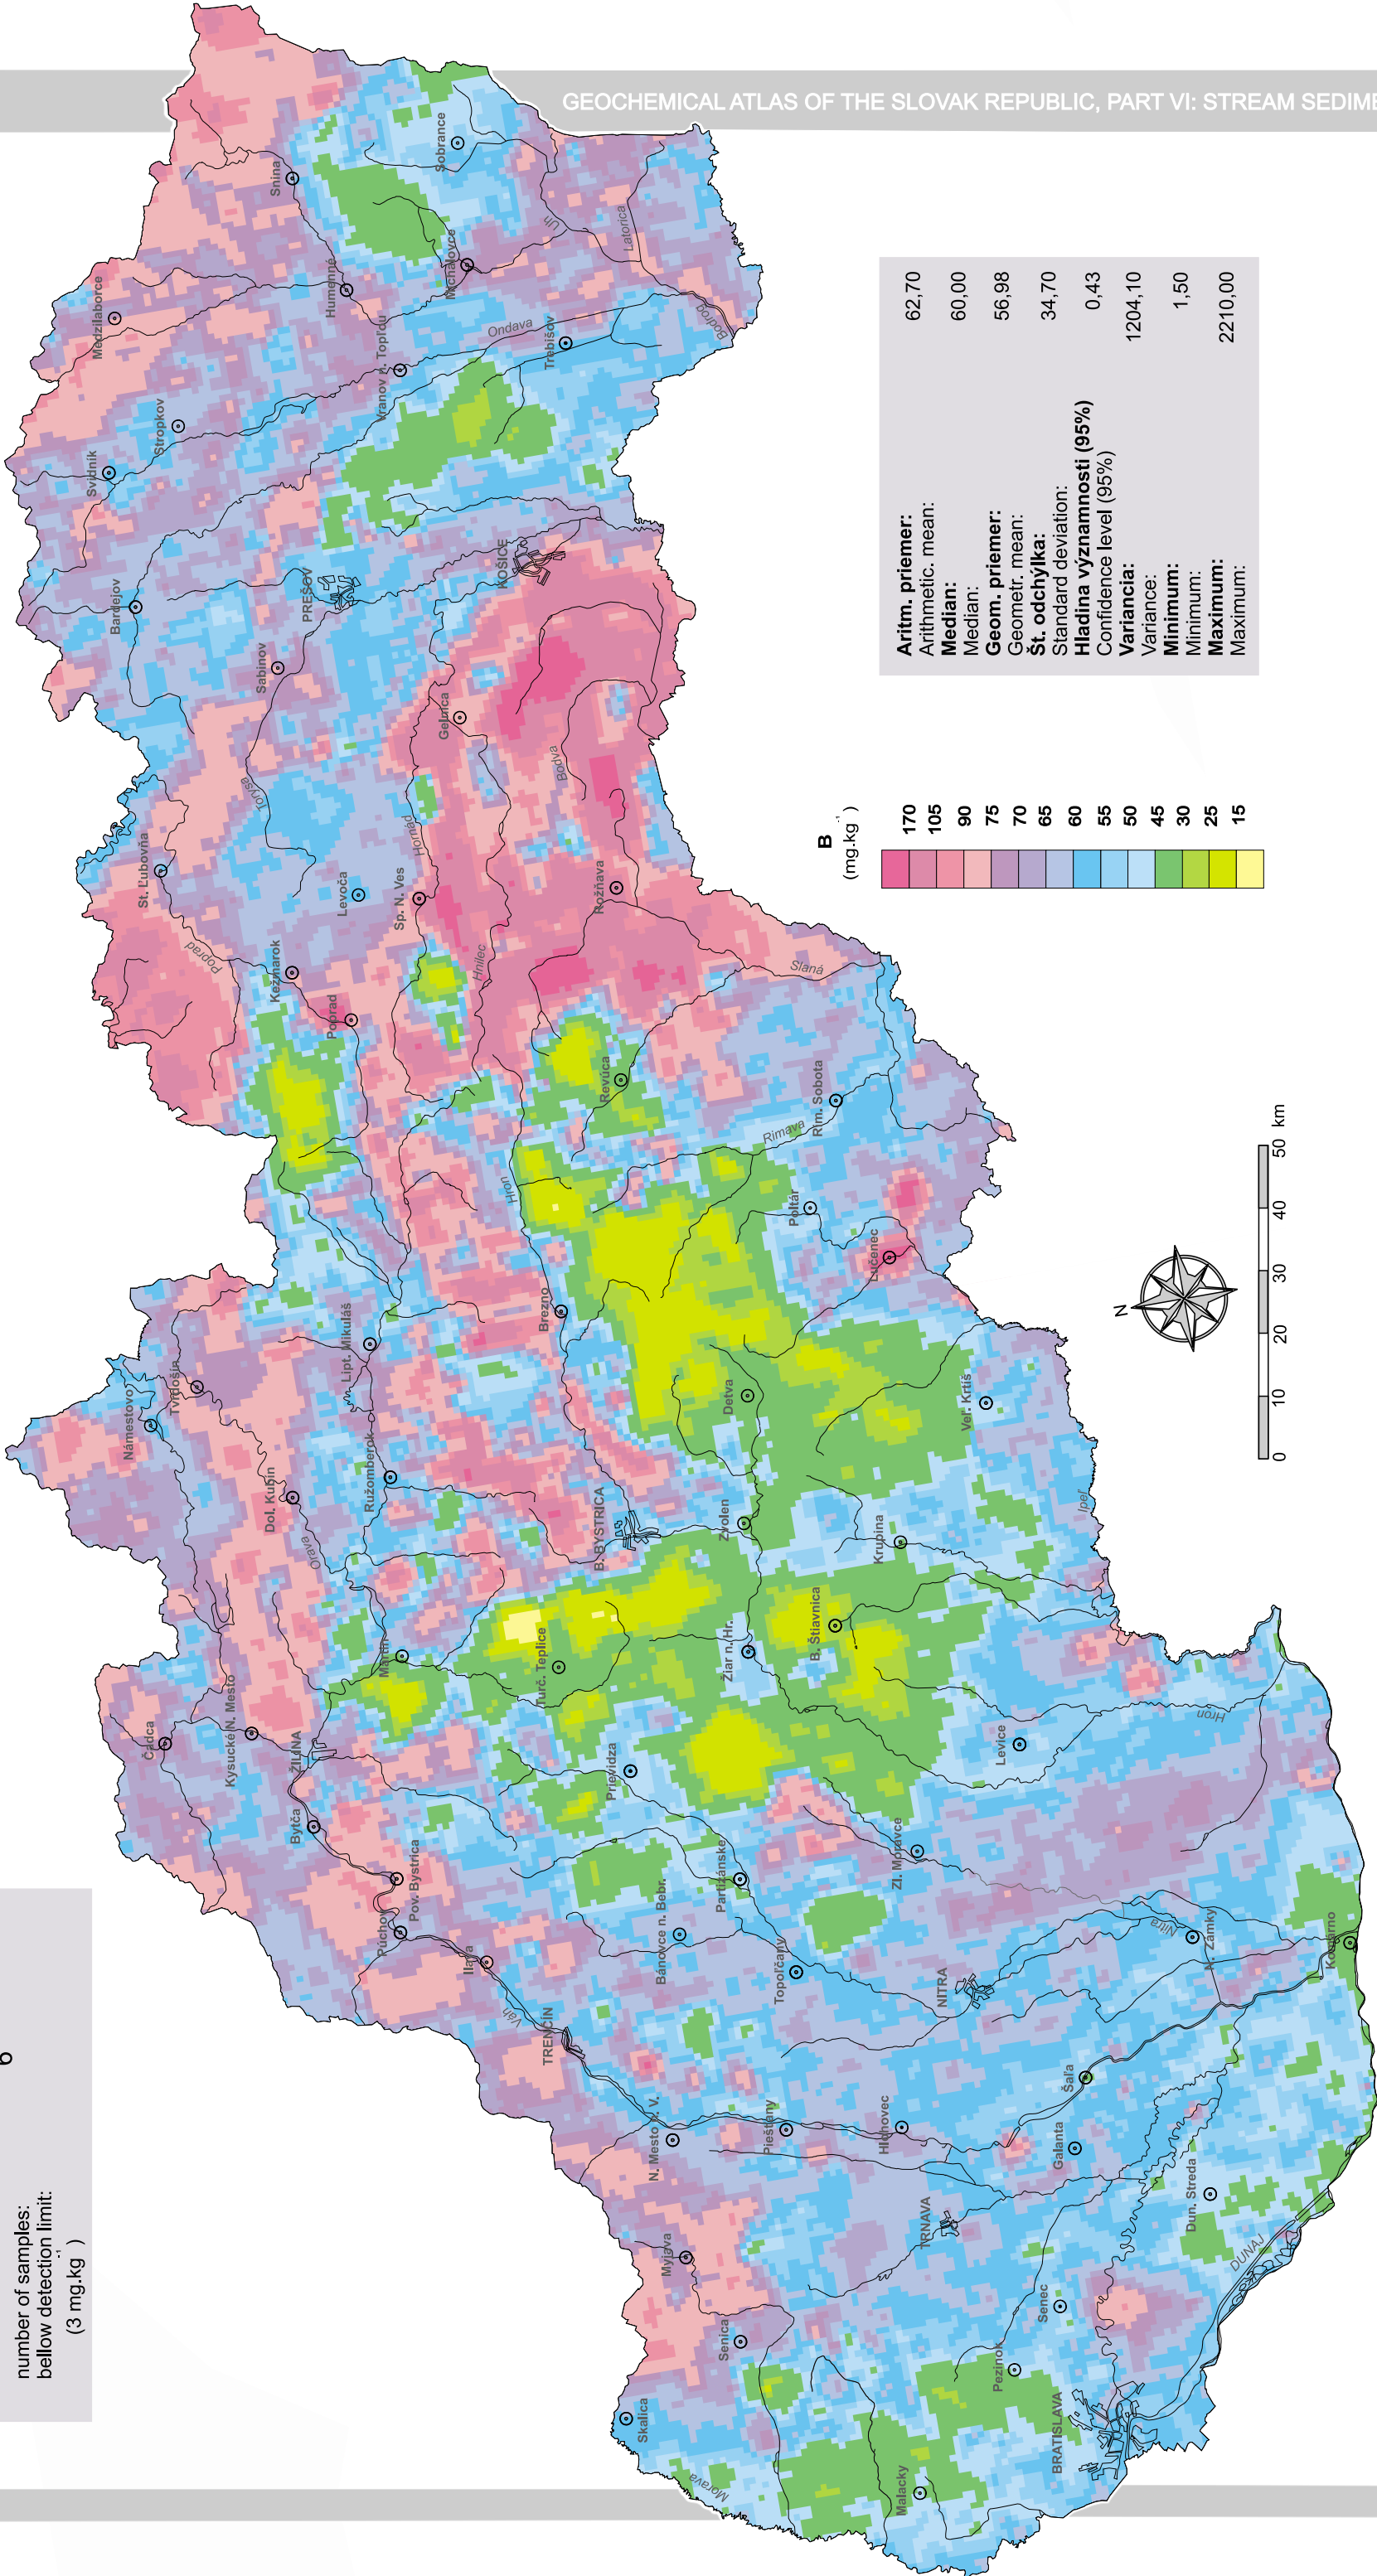 GEOCHEMICAL ATLAS OF THE SLOVAK REPUBLIC, PART VI: STREAM SEDIME
number of samples:
bellow detection limit:
(3 mg.kg⁻¹)
Aritm. priemer:
Arithmetic. mean: 62,70
Median:
Median: 60,00
Geom. priemer:
Geometr. mean: 56,98
Št. odchylka:
Standard deviation: 34,70
Hladina významnosti (95%)
Confidence level (95%) 0,43
Variancia:
Variance: 1204,10
Minimum:
Minimum: 1,50
Maximum:
Maximum: 2210,00
B
(mg.kg⁻¹)
170
105
90
75
70
65
60
55
50
45
30
25
15
N
0 10 20 30 40 50 km
Skalica
Senica
Myjava
Malacky
Morava
BRATISLAVA
Pezinok
Senec
DUNAJ
Dun. Streda
Galanta
Šaľa
TRNAVA
Hlohovec
Piešťany
N. Mesto n. V.
TRENČÍN
Váh
Ilava
Púchov
Pov. Bystrica
Bytča
ŽILINA
Kysucké N. Mesto
Čadca
Bánovce n. Bebr.
Topoľčany
Partizánske
Prievidza
NITRA
Nitra
N. Zámky
Komárno
Zl. Moravce
Levice
Hron
Žiar n. Hr.
B. Štiavnica
Turč. Teplice
Martin
Orava
Dol. Kubín
Námestovo
Tvrdošín
Ružomberok
Lipt. Mikuláš
B. BYSTRICA
Zvolen
Krupina
Ipeľ
Veľ. Krtíš
Detva
Brezno
Hron
Lučenec
Poltár
Rimava
Rim. Sobota
Revúca
Slaná
Rožňava
Hnilec
Poprad
Kežmarok
Poprad
St. Ľubovňa
Levoča
Sp. N. Ves
Hornád
Torysa
Bodva
Gelnica
Sabinov
PREŠOV
KOŠICE
Bardejov
Svidník
Stropkov
Medzilaborce
Humenné
Vranov n. Topľou
Ondava
Trebišov
Michalovce
Snina
Sobrance
Uh
Latorica
Bodrog